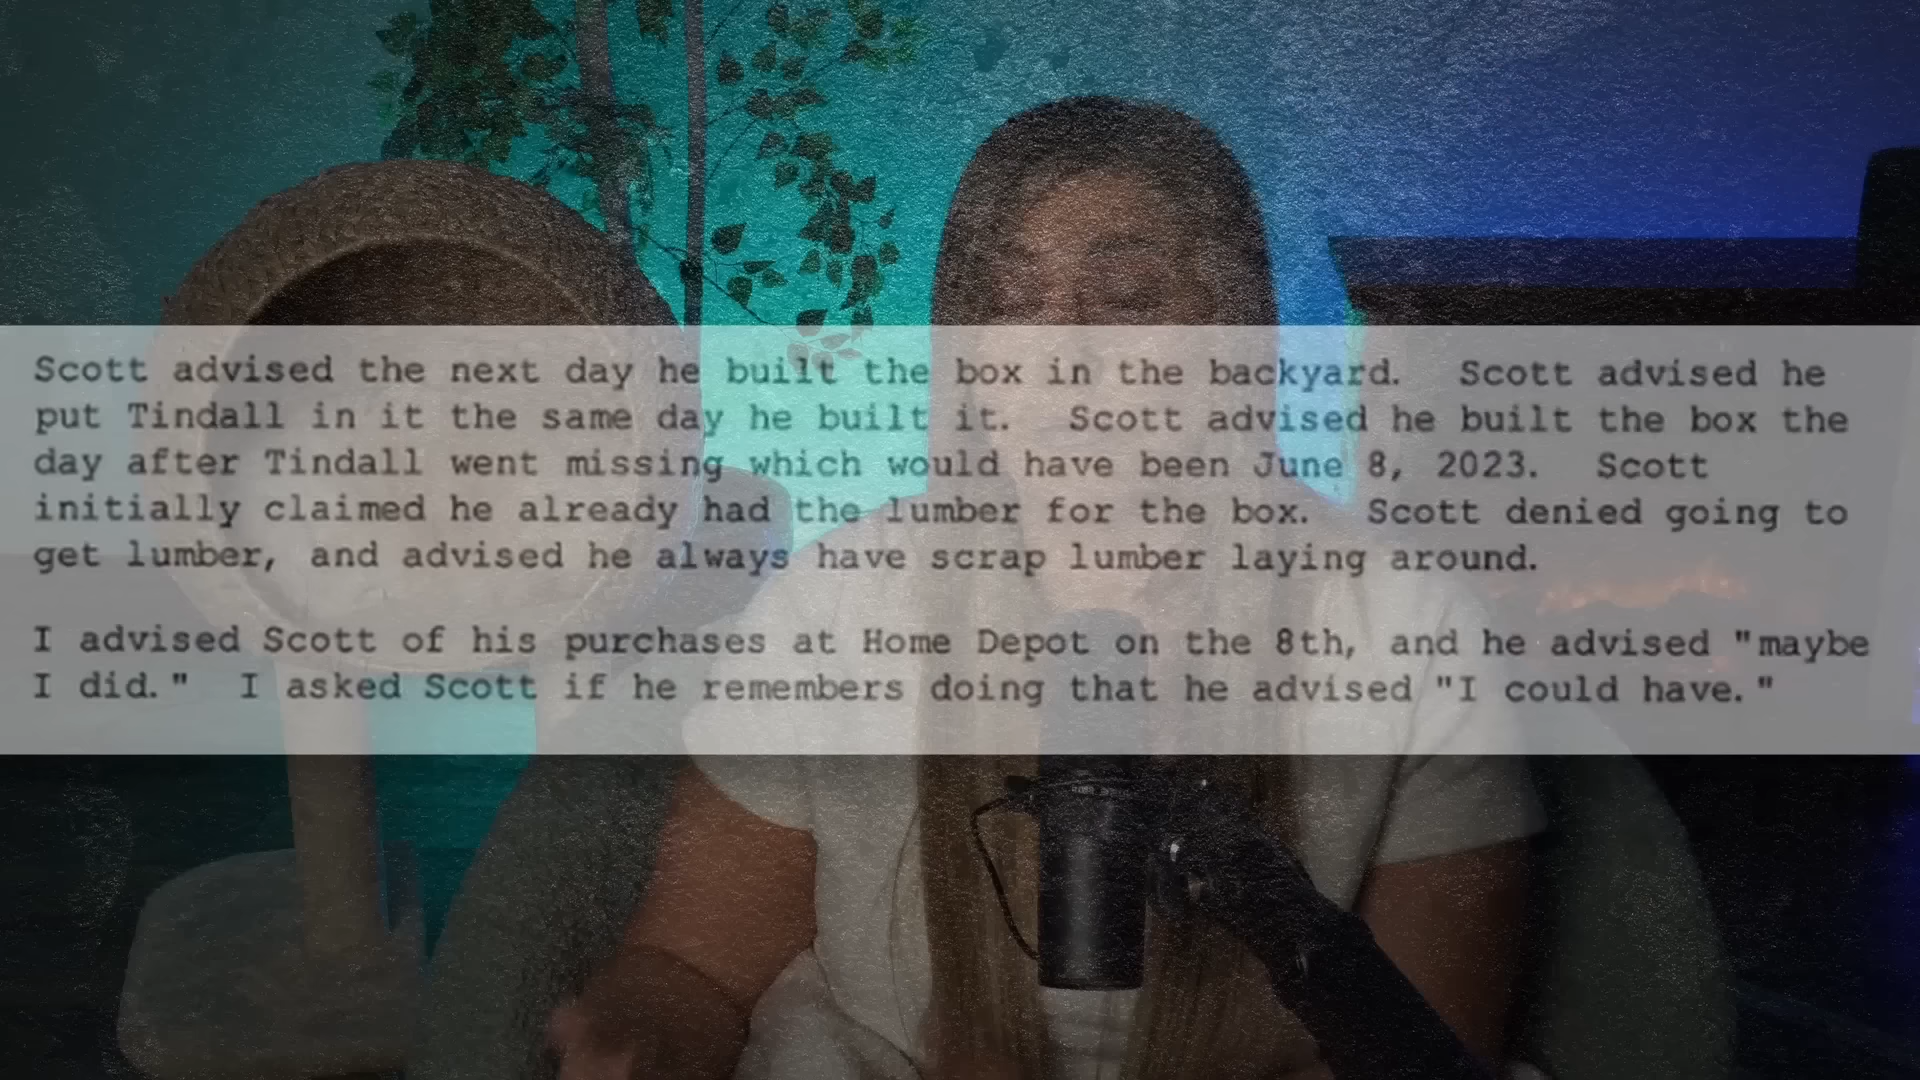 Scott advised the next day he built the box in the backyard. Scott advised he
put Tindall in it the same day he built it. Scott advised he built the box the
day after Tindall went missing which would have been June 8, 2023. Scott
initially claimed he already had the lumber for the box. Scott denied going to
get lumber, and advised he always have scrap lumber laying around.
I advised Scott of his purchases at Home Depot on the 8th, and he advised "maybe
I did." I asked Scott if he remembers doing that he advised "I could have."